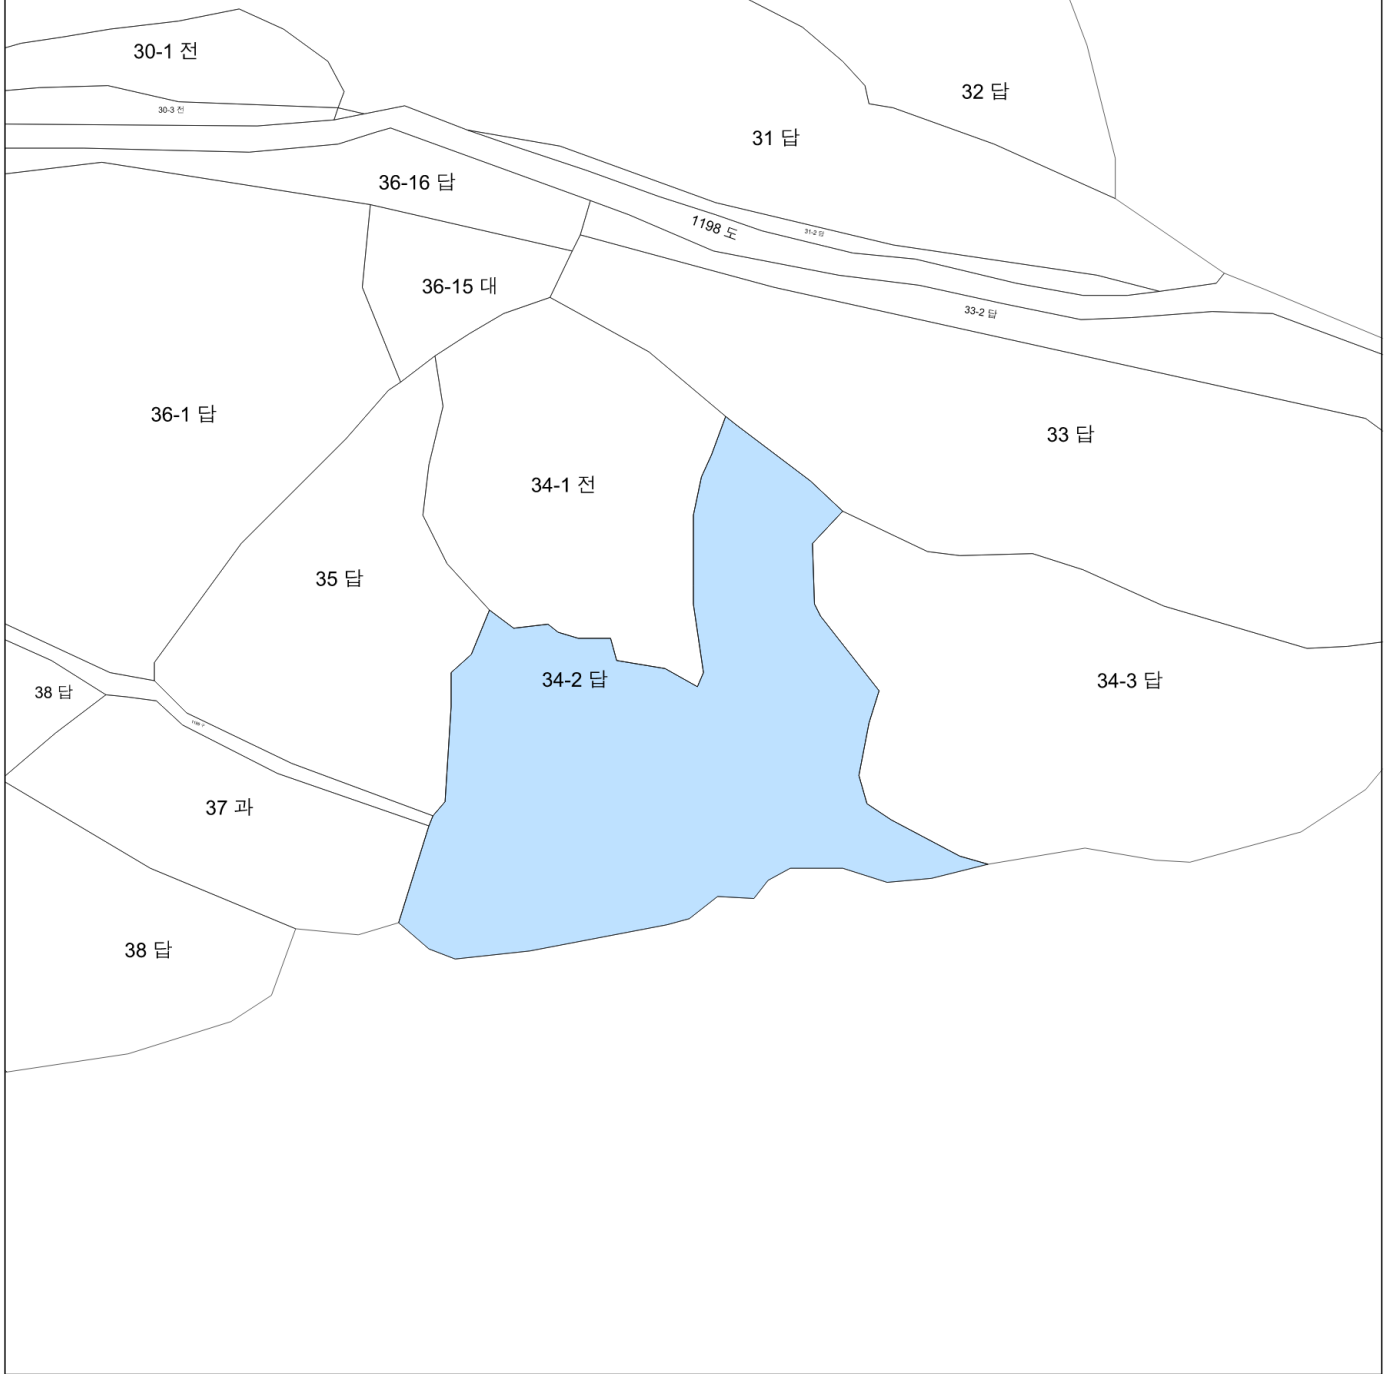 30-1 전
32 답
30-3 전
31 답
36-16 답
1198 도
31-2 답
36-15 대
33-2 답
36-1 답
33 답
34-1 전
35 답
34-2 답
34-3 답
38 답
37 과
38 답